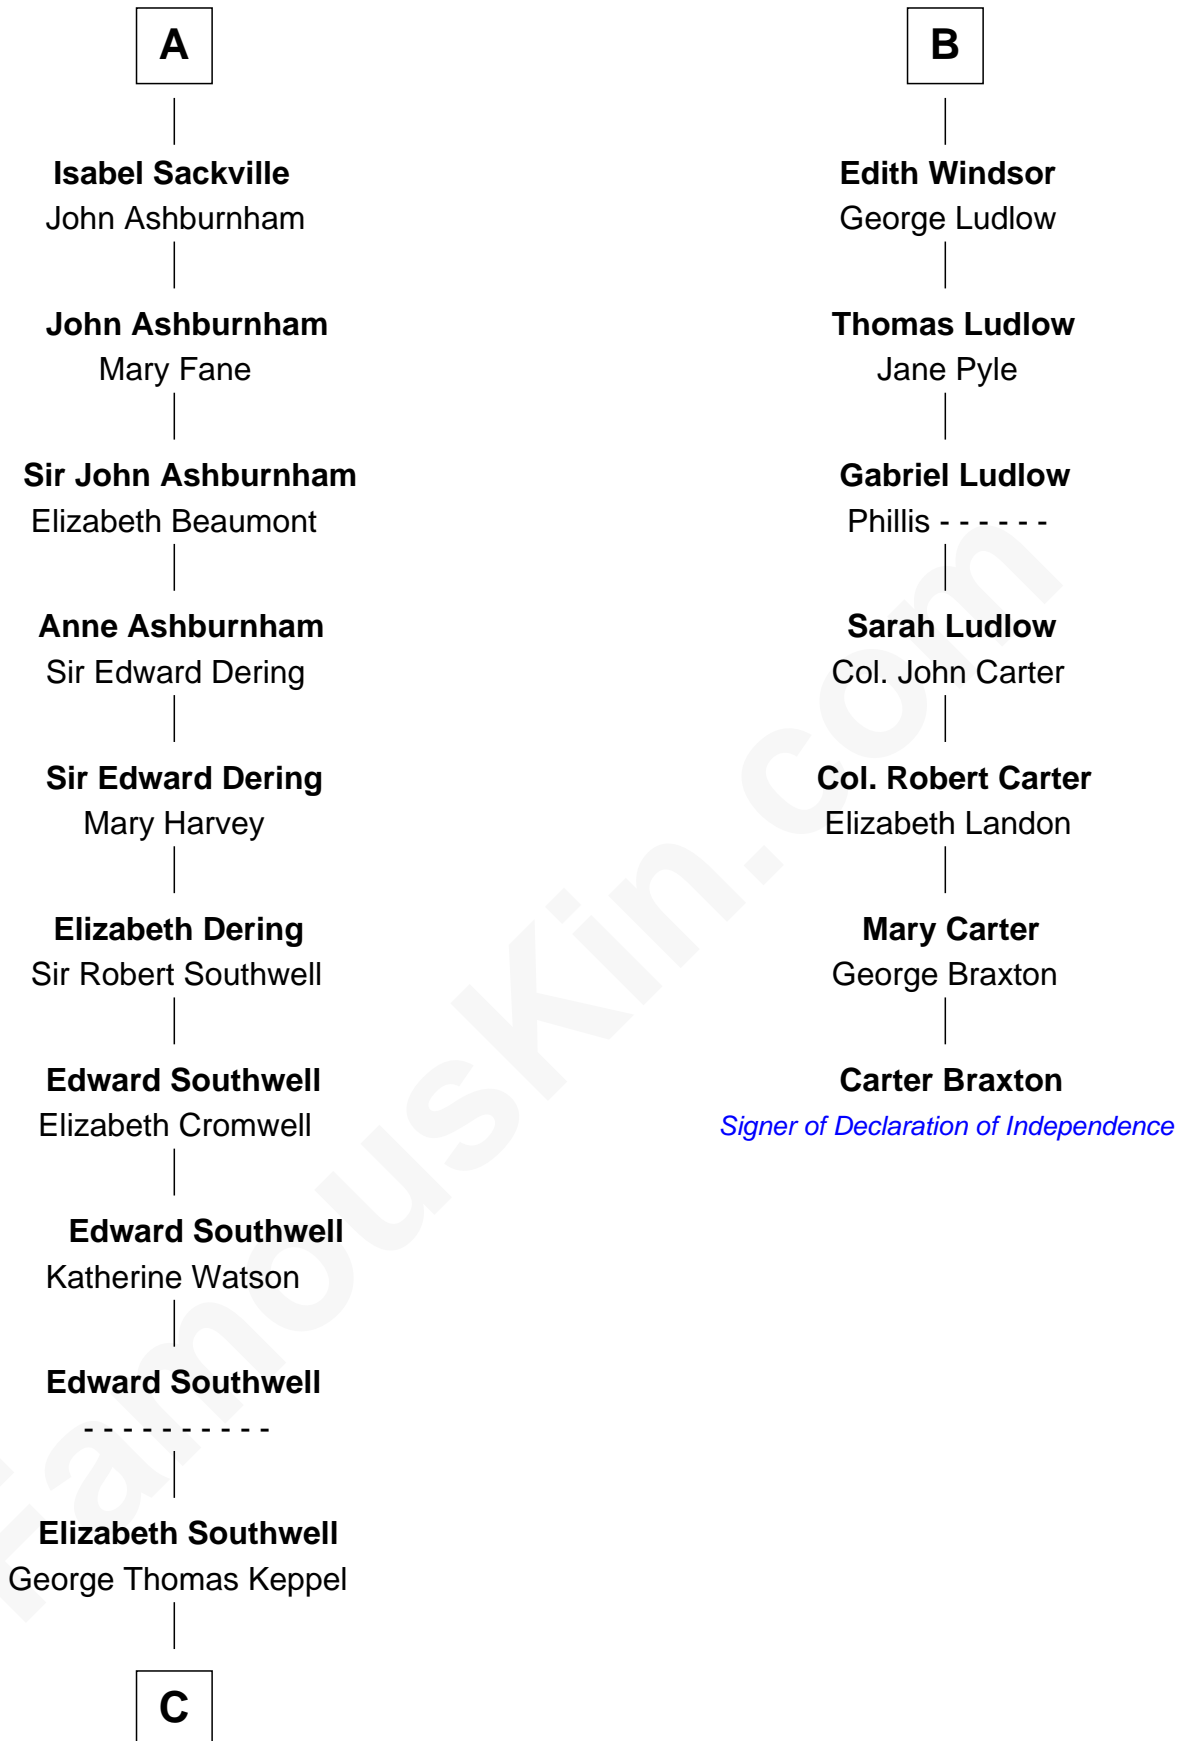 A
Isabel Sackville
John Ashburnham
John Ashburnham
Mary Fane
Sir John Ashburnham
Elizabeth Beaumont
Anne Ashburnham
Sir Edward Dering
Sir Edward Dering
Mary Harvey
Elizabeth Dering
Sir Robert Southwell
Edward Southwell
Elizabeth Cromwell
Edward Southwell
Katherine Watson
Edward Southwell
- - - - - - - - - -
Elizabeth Southwell
George Thomas Keppel
C
B
Edith Windsor
George Ludlow
Thomas Ludlow
Jane Pyle
Gabriel Ludlow
Phillis - - - - - -
Sarah Ludlow
Col. John Carter
Col. Robert Carter
Elizabeth Landon
Mary Carter
George Braxton
Carter Braxton
Signer of Declaration of Independence
FamousKin.com